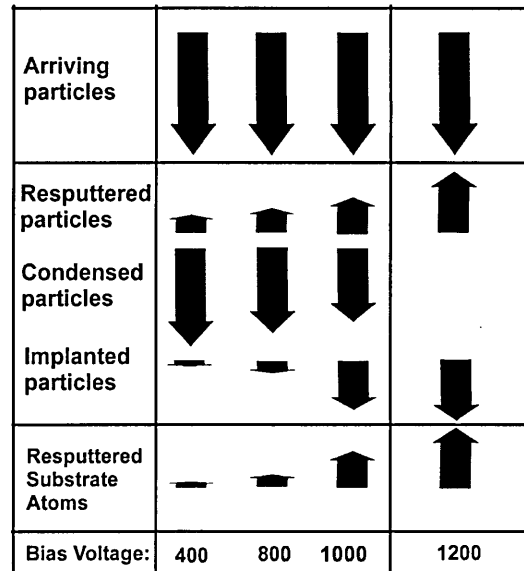 Arriving
particles
Resputtered
particles
Condensed
particles
Implanted
particles
Resputtered
Substrate
Atoms
Bias Voltage: 400 800 1000 1200